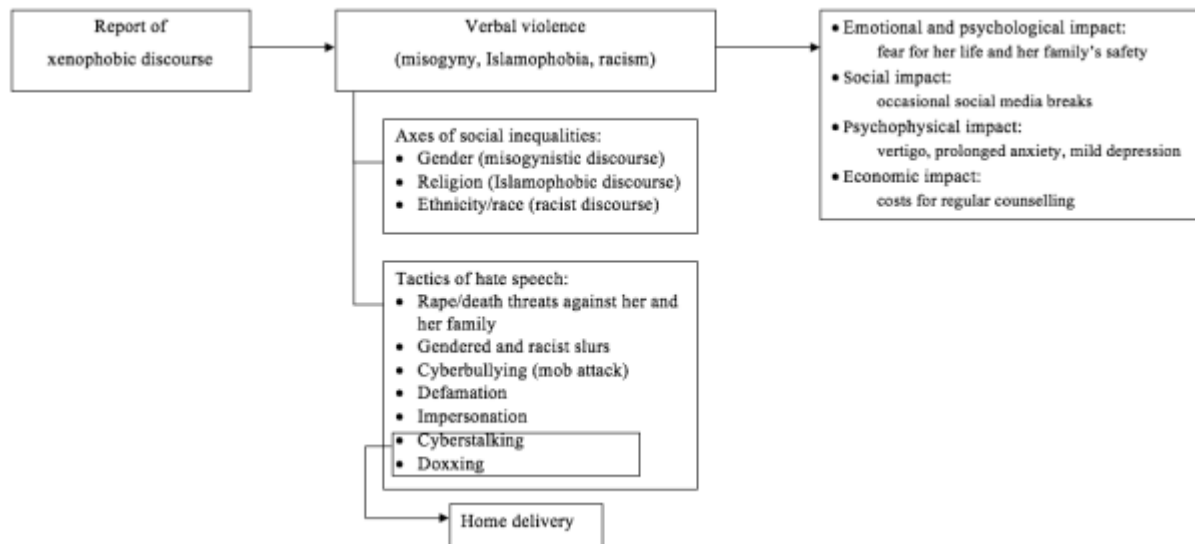 Report of
xenophobic discourse
Verbal violence
(misogyny, Islamophobia, racism)
Axes of social inequalities:
• Gender (misogynistic discourse)
• Religion (Islamophobic discourse)
• Ethnicity/race (racist discourse)
Tactics of hate speech:
• Rape/death threats against her and
her family
• Gendered and racist slurs
• Cyberbullying (mob attack)
• Defamation
• Impersonation
• Cyberstalking
• Doxxing
Home delivery
• Emotional and psychological impact:
fear for her life and her family's safety
• Social impact:
occasional social media breaks
• Psychophysical impact:
vertigo, prolonged anxiety, mild depression
• Economic impact:
costs for regular counselling